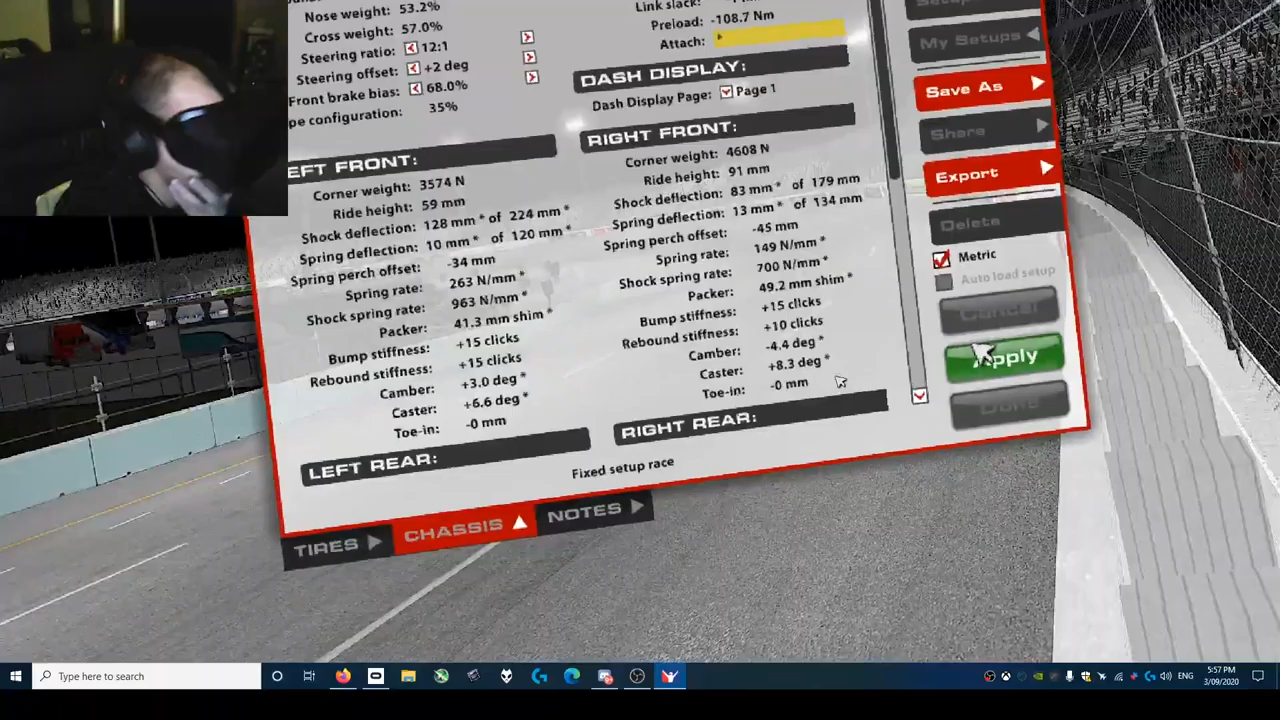 Nose weight: 53.2%
Cross weight: 57.0%
Steering ratio: 12:1
Steering offset: +2 deg
Front brake bias: 68.0%
pe configuration: 35%
Link slack:
Preload: -108.7 Nm
Attach:
DASH DISPLAY:
Dash Display Page: Page 1
EFT FRONT:
Corner weight: 3574 N
Ride height: 59 mm
Shock deflection: 128 mm * of 224 mm *
Spring deflection: 10 mm * of 120 mm *
Spring perch offset: -34 mm
Spring rate: 263 N/mm *
Shock spring rate: 963 N/mm *
Packer: 41.3 mm shim *
Bump stiffness: +15 clicks
Rebound stiffness: +15 clicks
Camber: +3.0 deg *
Caster: +6.6 deg *
Toe-in: -0 mm
RIGHT FRONT:
Corner weight: 4608 N
Ride height: 91 mm
Shock deflection: 83 mm * of 179 mm
Spring deflection: 13 mm * of 134 mm
Spring perch offset: -45 mm
Spring rate: 149 N/mm *
Shock spring rate: 700 N/mm *
Packer: 49.2 mm shim *
Bump stiffness: +15 clicks
Rebound stiffness: +10 clicks
Camber: -4.4 deg *
Caster: +8.3 deg *
Toe-in: -0 mm
LEFT REAR:
RIGHT REAR:
Fixed setup race
TIRES
CHASSIS
NOTES
My Setups
Save As
Share
Export
Delete
Metric
Auto load setup
Cancel
Apply
Done
Type here to search
ENG
5:57 PM
3/09/2020